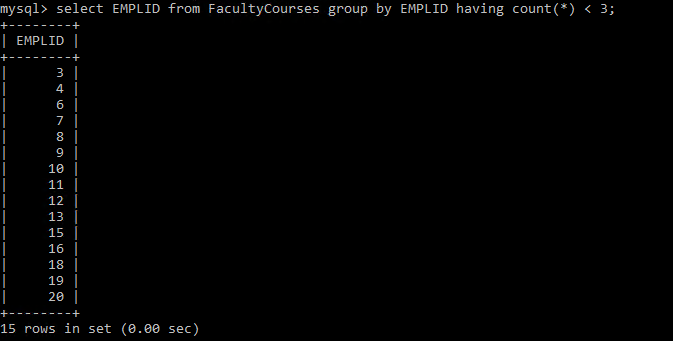 mysql> select EMPLID from FacultyCourses group by EMPLID having count(*) < 3;
+--------+
| EMPLID |
+--------+
|      3 |
|      4 |
|      6 |
|      7 |
|      8 |
|      9 |
|     10 |
|     11 |
|     12 |
|     13 |
|     15 |
|     16 |
|     18 |
|     19 |
|     20 |
+--------+
15 rows in set (0.00 sec)